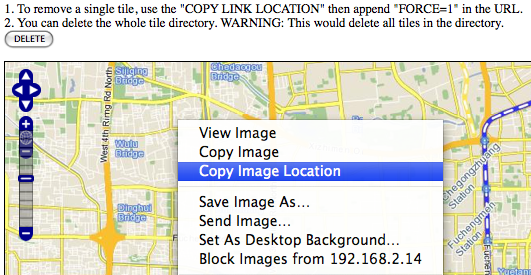 1. To remove a single tile, use the "COPY LINK LOCATION" then append "FORCE=1" in the URL.
2. You can delete the whole tile directory. WARNING: This would delete all tiles in the directory.
DELETE
Sijiqing
Bridge
Chedaogou
Bridge
West 4th Rirng Rd North
Wulu
Bridge
Dinghui
Bridge
View Image
Copy Image
Copy Image Location
Save Image As...
Send Image...
Set As Desktop Background...
Block Images from 192.168.2.14
Chegongzhuang
Station
Fuchengmen
Station